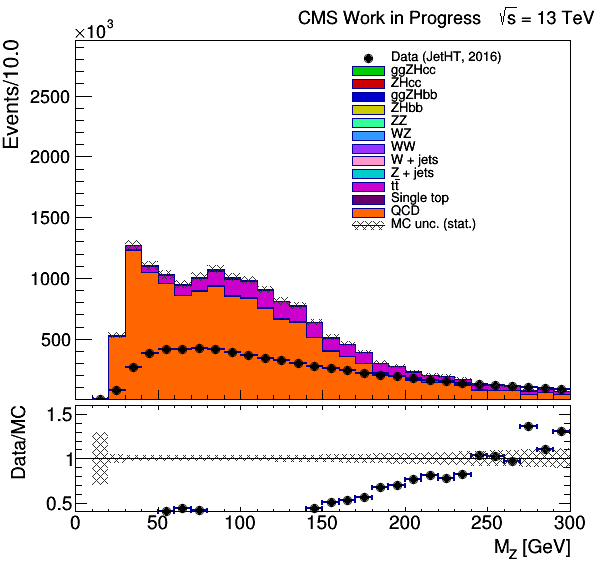 CMS Work in Progress √s = 13 TeV
×10³
Events/10.0
2500
2000
1500
1000
500
Data (JetHT, 2016)
ggZHcc
ZHcc
ggZHbb
ZHbb
ZZ
WZ
WW
W + jets
Z + jets
tt̄
Single top
QCD
MC unc. (stat.)
Data/MC
1.5
1
0.5
0 50 100 150 200 250 300
M_Z [GeV]